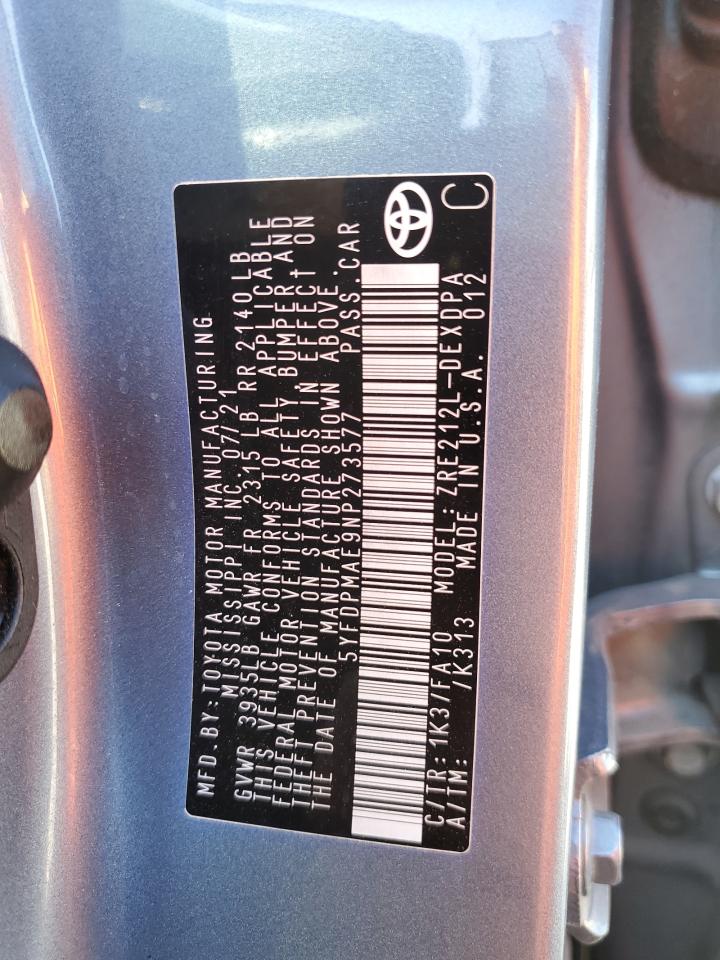 MFD.BY:TOYOTA MOTOR MANUFACTURING
MISSISSIPPI INC. 07/21
GVWR 3935LB GAWR FR 2315 LB RR 2140 LB
THIS VEHICLE CONFORMS TO ALL APPLICABLE
FEDERAL MOTOR VEHICLE SAFETY, BUMPER AND
THEFT PREVENTION STANDARDS IN EFFECT ON
THE DATE OF MANUFACTURE SHOWN ABOVE.
5YFDPMAE9NP273577 PASS.CAR
C/TR:1K3/FA10 MODEL:ZRE212L-DEXDPA
A/TM: /K313 MADE IN U.S.A. 012
C